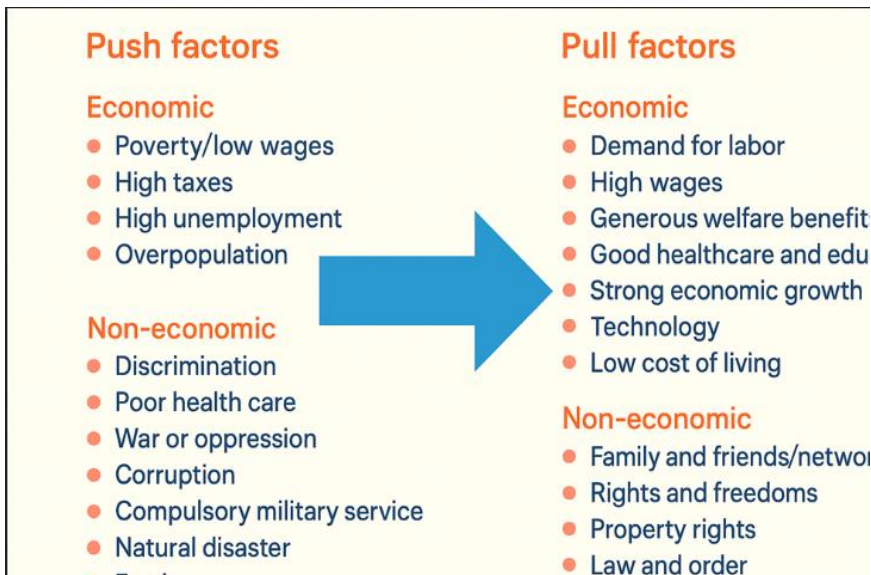 Push factors
Economic
Poverty/low wages
High taxes
High unemployment
Overpopulation
Non-economic
Discrimination
Poor health care
War or oppression
Corruption
Compulsory military service
Natural disaster
Pull factors
Economic
Demand for labor
High wages
Generous welfare benefits
Good healthcare and edu
Strong economic growth
Technology
Low cost of living
Non-economic
Family and friends/networ
Rights and freedoms
Property rights
Law and order